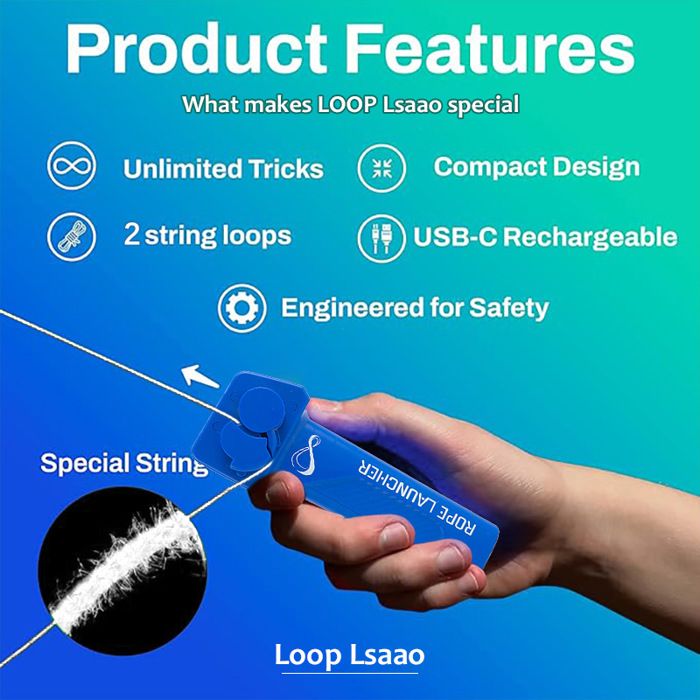 Product Features
What makes LOOP Lsaao special
Unlimited Tricks
Compact Design
2 string loops
USB-C Rechargeable
Engineered for Safety
Special String
ROPE LAUNCHER
Loop Lsaao